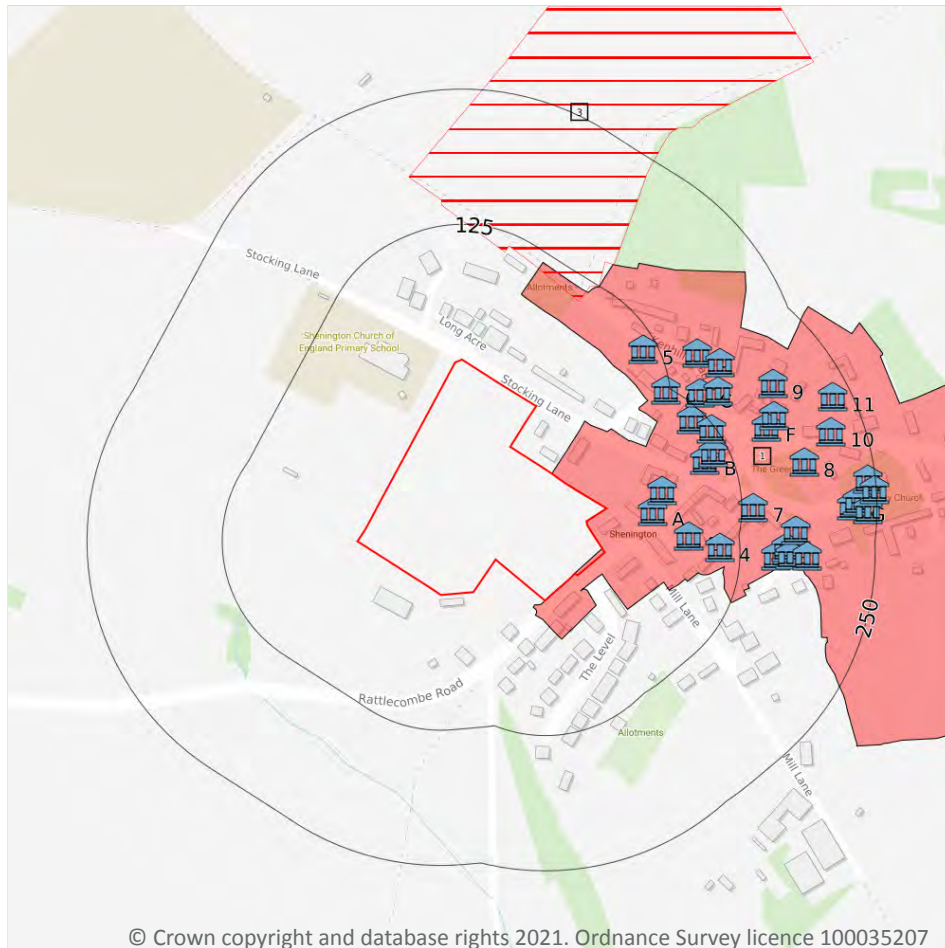 3
125
Stocking Lane
Allotments
Long Acre
Shenington Church of
England Primary School
5
Stocking Lane
9
11
F
10
1
B
The Green
8
7
A
Shenington
4
G
Church
Mill Lane
250
The Level
Rattlecombe Road
Allotments
Mill Lane
© Crown copyright and database rights 2021. Ordnance Survey licence 100035207